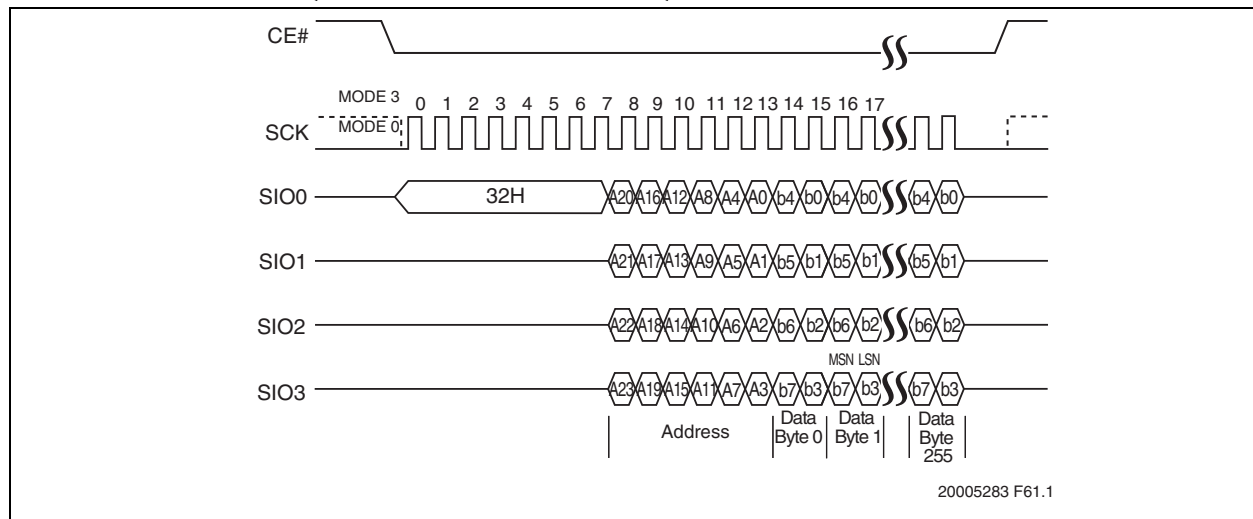 CE#
MODE 3
0 1 2 3 4 5 6 7 8 9 10 11 12 13 14 15 16 17
SCK
MODE 0
SIO0
32H
A20 A16 A12 A8 A4 A0 b4 b0 b4 b0 b4 b0
SIO1
A21 A17 A13 A9 A5 A1 b5 b1 b5 b1 b5 b1
SIO2
A22 A18 A14 A10 A6 A2 b6 b2 b6 b2 b6 b2
MSN LSN
SIO3
A23 A19 A15 A11 A7 A3 b7 b3 b7 b3 b7 b3
Address
Data
Byte 0
Data
Byte 1
Data
Byte
255
20005283 F61.1